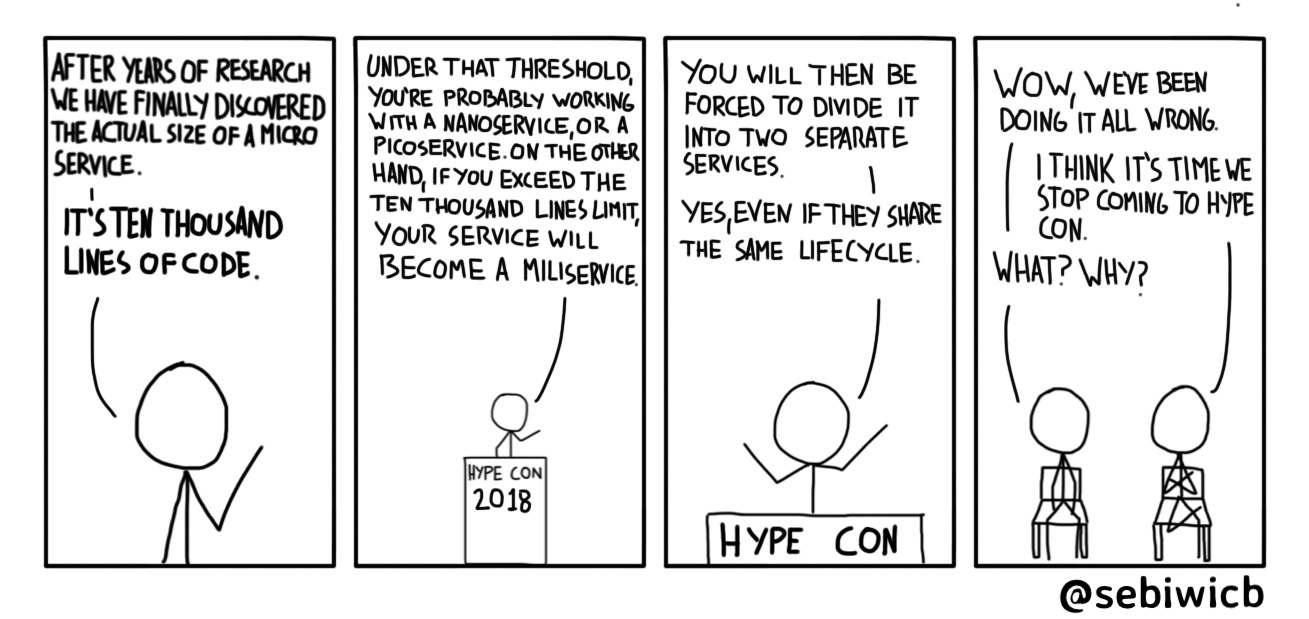 AFTER YEARS OF RESEARCH
WE HAVE FINALLY DISCOVERED
THE ACTUAL SIZE OF A MICRO
SERVICE.
IT'S TEN THOUSAND
LINES OF CODE.
UNDER THAT THRESHOLD,
YOU'RE PROBABLY WORKING
WITH A NANOSERVICE, OR A
PICOSERVICE. ON THE OTHER
HAND, IF YOU EXCEED THE
TEN THOUSAND LINES LIMIT,
YOUR SERVICE WILL
BECOME A MILISERVICE.
HYPE CON
2018
YOU WILL THEN BE
FORCED TO DIVIDE IT
INTO TWO SEPARATE
SERVICES.
YES, EVEN IF THEY SHARE
THE SAME LIFECYCLE.
HYPE CON
WOW, WEVE BEEN
DOING IT ALL WRONG.
I THINK IT'S TIME WE
STOP COMING TO HYPE
CON.
WHAT? WHY?
@sebiwicb